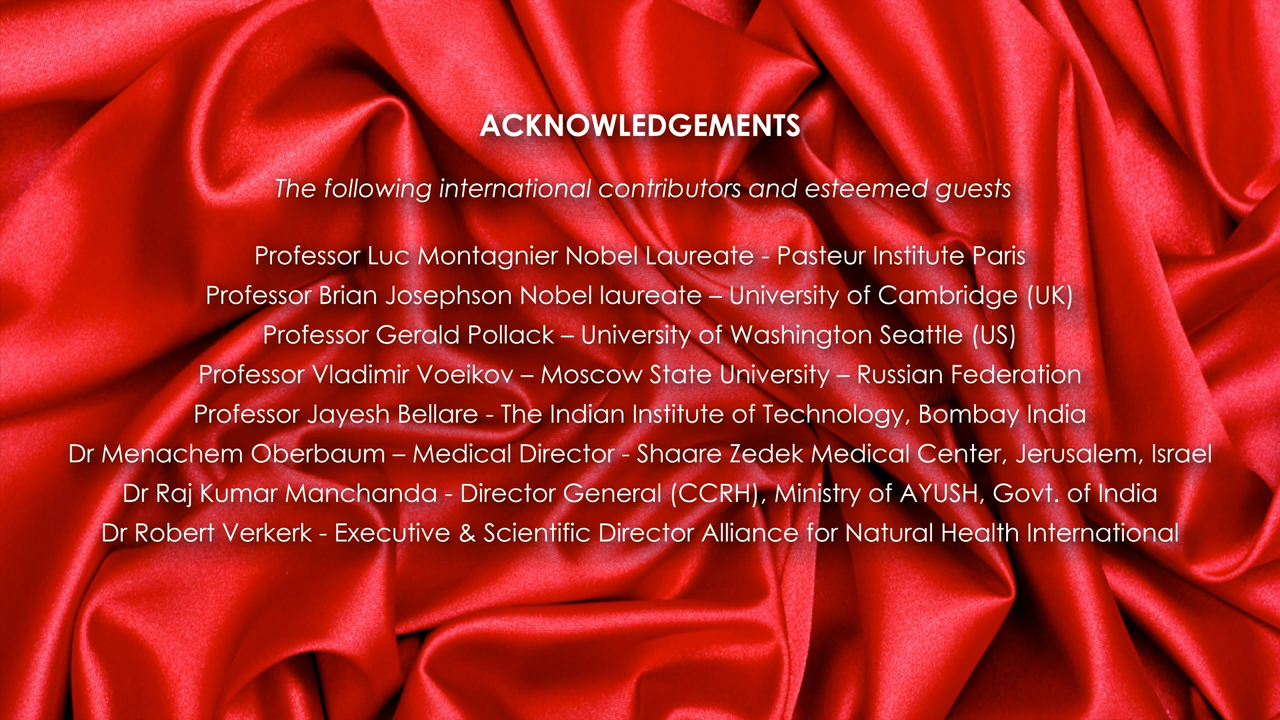 ACKNOWLEDGEMENTS
The following international contributors and esteemed guests
Professor Luc Montagnier Nobel Laureate - Pasteur Institute Paris
Professor Brian Josephson Nobel laureate – University of Cambridge (UK)
Professor Gerald Pollack – University of Washington Seattle (US)
Professor Vladimir Voeikov – Moscow State University – Russian Federation
Professor Jayesh Bellare - The Indian Institute of Technology, Bombay India
Dr Menachem Oberbaum – Medical Director - Shaare Zedek Medical Center, Jerusalem, Israel
Dr Raj Kumar Manchanda - Director General (CCRH), Ministry of AYUSH, Govt. of India
Dr Robert Verkerk - Executive & Scientific Director Alliance for Natural Health International